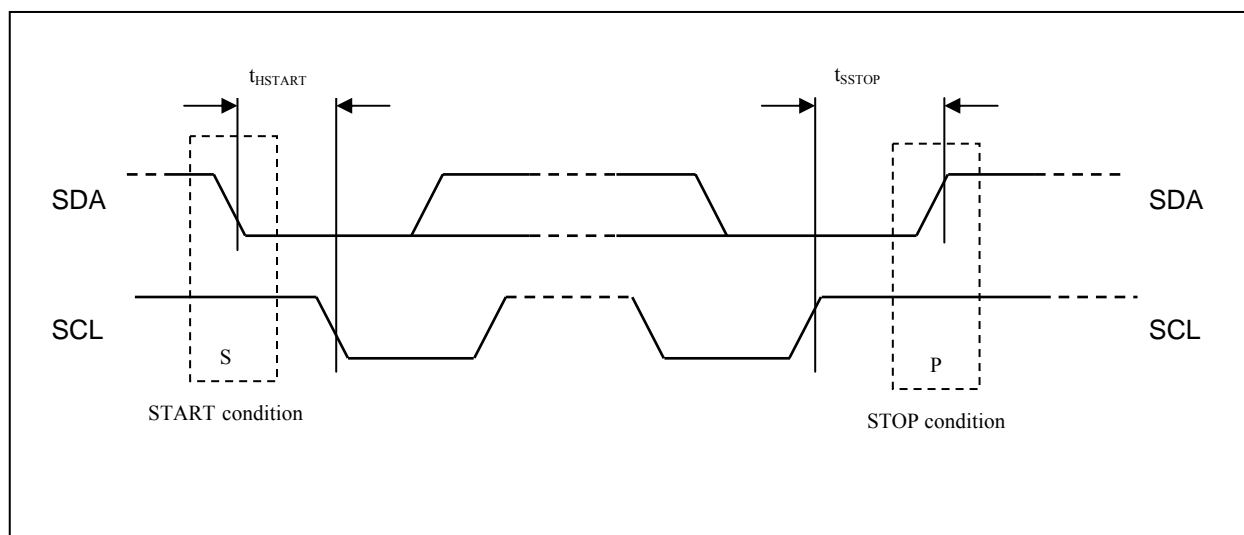 tHSTART
tSSTOP
SDA
SDA
SCL
SCL
S
P
START condition
STOP condition